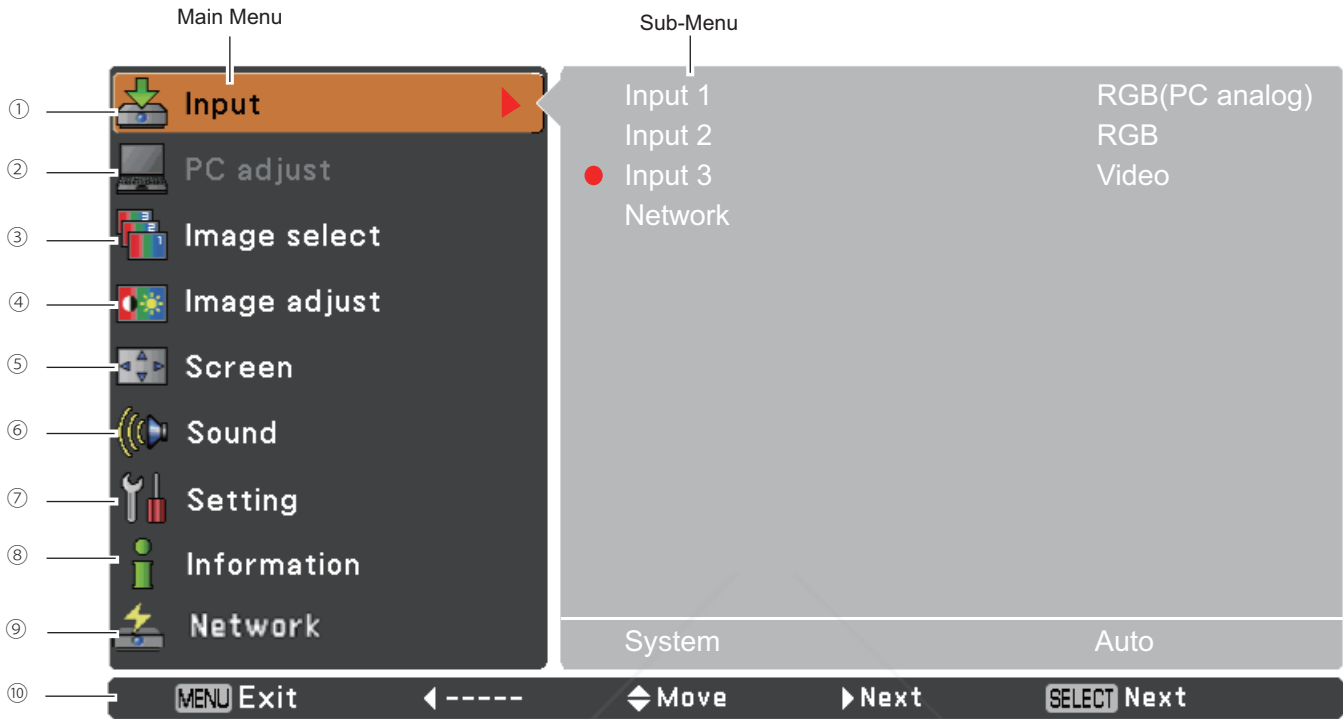 Main Menu
Sub-Menu
① Input
② PC adjust
③ Image select
④ Image adjust
⑤ Screen
⑥ Sound
⑦ Setting
⑧ Information
⑨ Network
Input 1 RGB(PC analog)
Input 2 RGB
Input 3 Video
Network
System Auto
⑩ MENU Exit ◀----- Move ▶Next SELECT Next